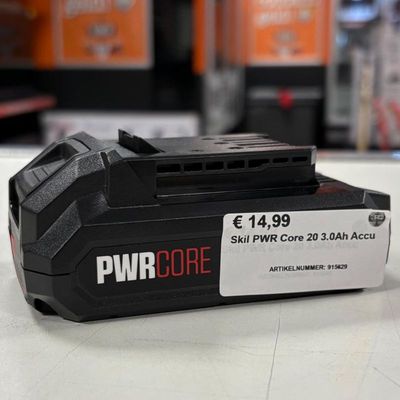 € 14,99
Skil PWR Core 20 3.0Ah Accu
ARTIKELNUMMER: 915629
PWRCORE